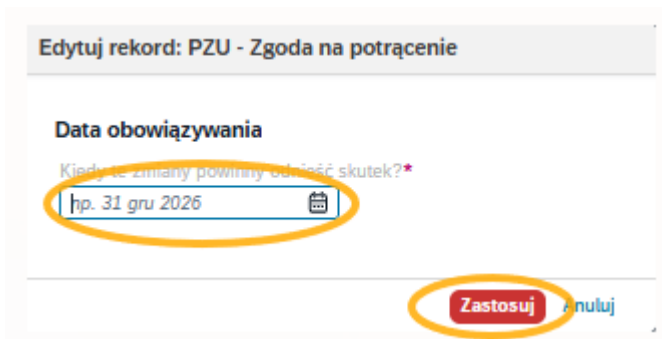 Edytuj rekord: PZU - Zgoda na potrącenie
Data obowiązywania
Kiedy te zmiany powinny odnieść skutek?*
np. 31 gru 2026
Zastosuj Anuluj